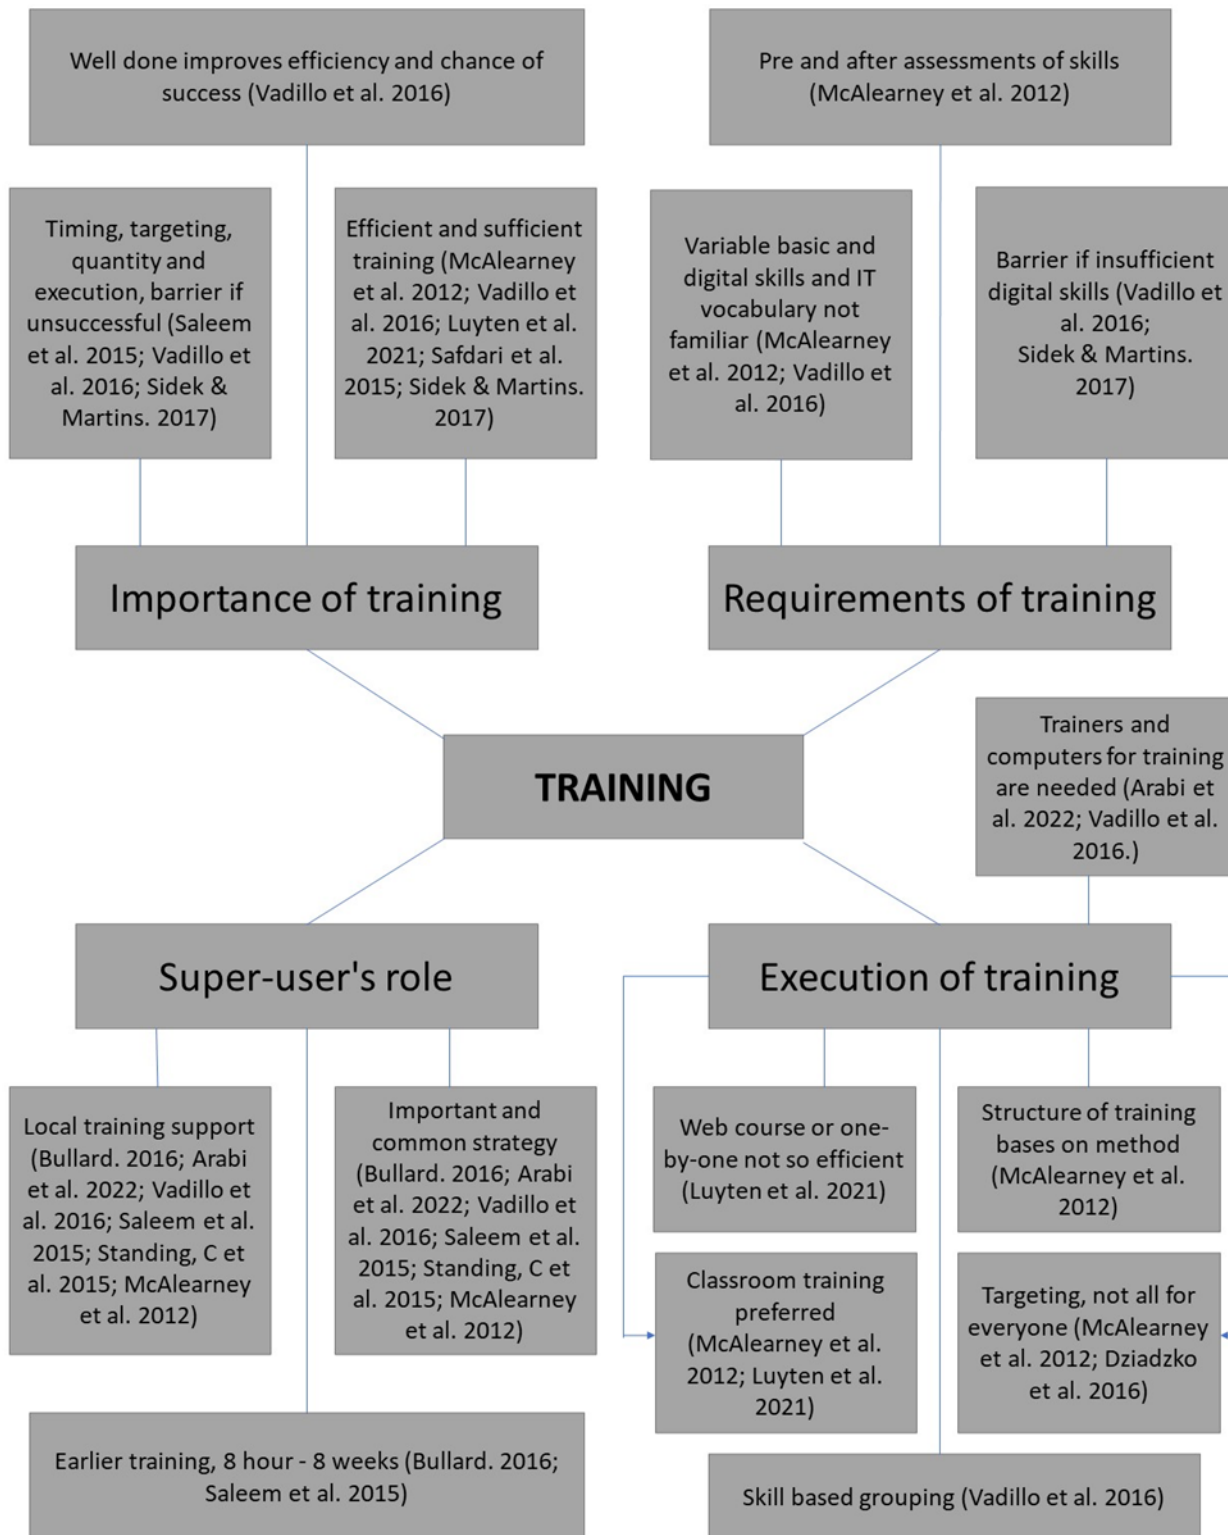 Well done improves efficiency and chance of
success (Vadillo et al. 2016)
Pre and after assessments of skills
(McAlearney et al. 2012)
Timing, targeting,
quantity and
execution, barrier if
unsuccessful (Saleem
et al. 2015; Vadillo et
al. 2016; Sidek &
Martins. 2017)
Efficient and sufficient
training (McAlearney
et al. 2012; Vadillo et
al. 2016; Luyten et al.
2021; Safdari et al.
2015; Sidek & Martins.
2017)
Variable basic and
digital skills and IT
vocabulary not
familiar (McAlearney
et al. 2012; Vadillo et
al. 2016)
Barrier if insufficient
digital skills (Vadillo et
al. 2016;
Sidek & Martins.
2017)
Importance of training
Requirements of training
TRAINING
Trainers and
computers for training
are needed (Arabi et
al. 2022; Vadillo et al.
2016.)
Super-user's role
Execution of training
Local training support
(Bullard. 2016; Arabi
et al. 2022; Vadillo et
al. 2016; Saleem et al.
2015; Standing, C et
al. 2015; McAlearney
et al. 2012)
Important and
common strategy
(Bullard. 2016; Arabi
et al. 2022; Vadillo et
al. 2016; Saleem et al.
2015; Standing, C et
al. 2015; McAlearney
et al. 2012)
Web course or one-
by-one not so efficient
(Luyten et al. 2021)
Structure of training
bases on method
(McAlearney et al.
2012)
Classroom training
preferred
(McAlearney et al.
2012; Luyten et al.
2021)
Targeting, not all for
everyone (McAlearney
et al. 2012; Dziadzko
et al. 2016)
Earlier training, 8 hour - 8 weeks (Bullard. 2016;
Saleem et al. 2015)
Skill based grouping (Vadillo et al. 2016)